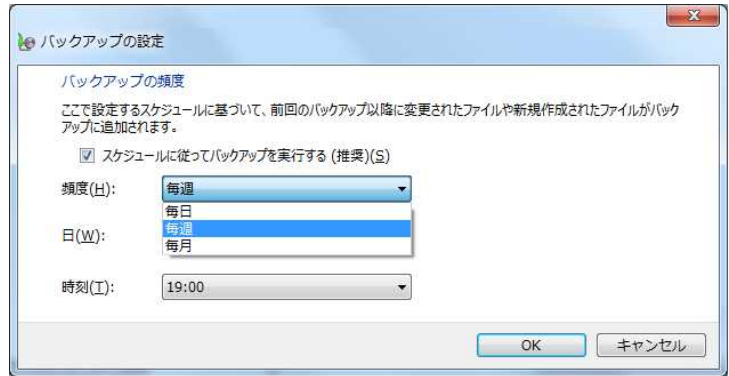 バックアップの設定
バックアップの頻度
ここで設定するスケジュールに基づいて、前回のバックアップ以降に変更されたファイルや新規作成されたファイルがバック
アップに追加されます。
スケジュールに従ってバックアップを実行する (推奨)(S)
頻度(H): 毎週
毎日
毎週
毎月
日(W):
時刻(T): 19:00
OK キャンセル